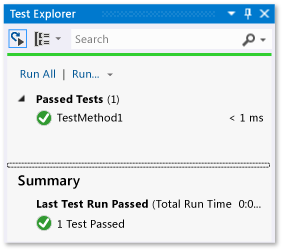 Test Explorer
Search
Run All | Run...
Passed Tests (1)
TestMethod1 < 1 ms
Summary
Last Test Run Passed (Total Run Time 0:0...
1 Test Passed